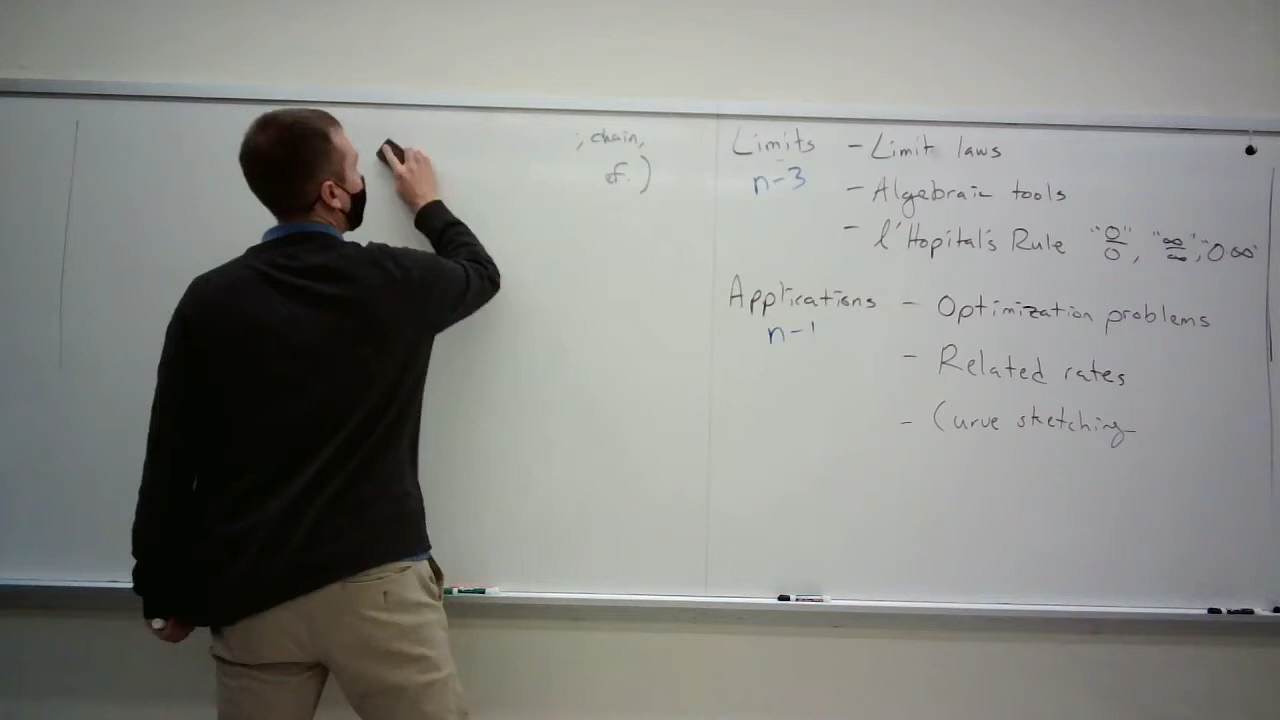 ; chain,
f.)
Limits - Limit laws
n-3
- Algebraic tools
- l'Hopital's Rule "0/0", "∞/∞", "0∞
Applications - Optimization problems
n-1
- Related rates
- Curve sketching